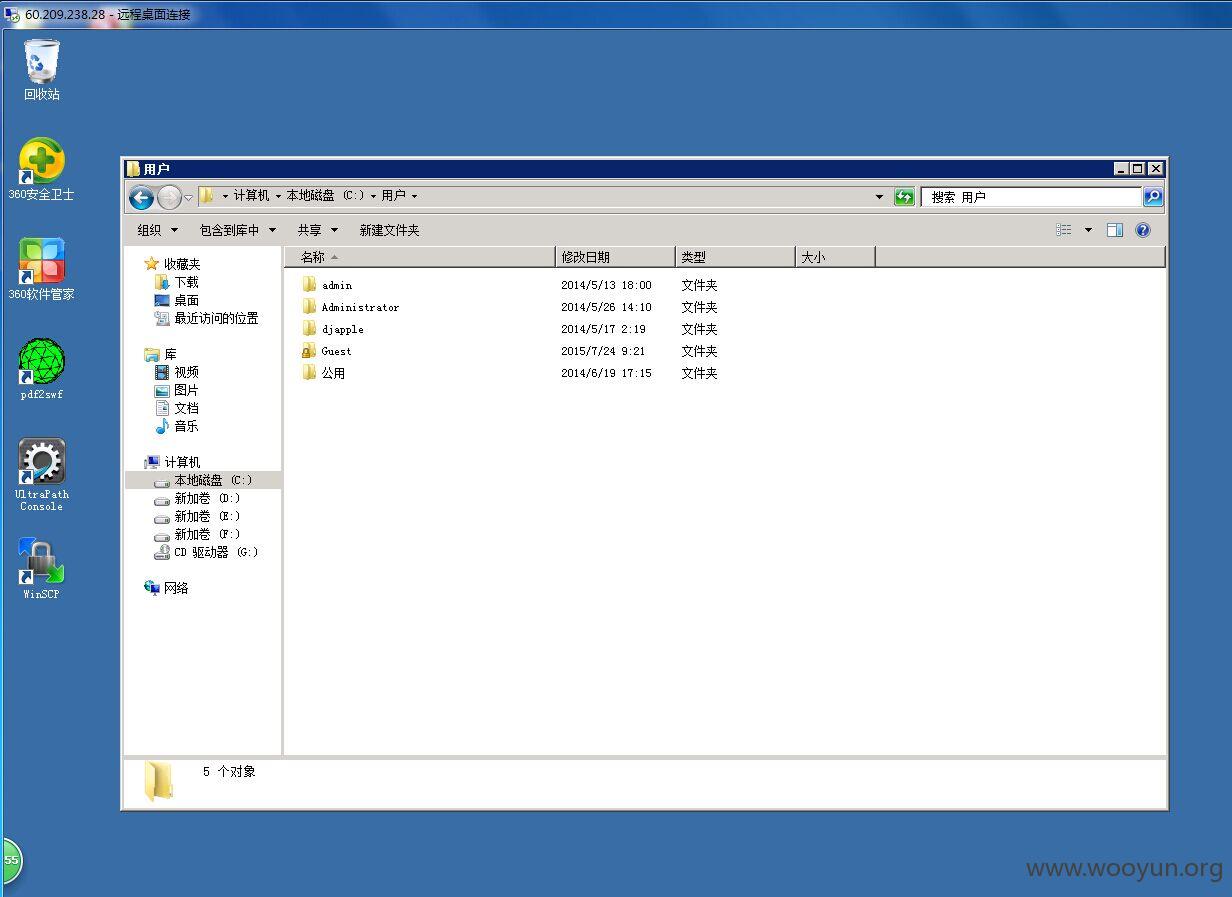 60.209.238.28 - 远程桌面连接
回收站
360安全卫士
360软件管家
pdf2swf
UltraPath
Console
WinSCP
55
用户
计算机 本地磁盘 (C:) 用户
搜索 用户
组织 包含到库中 共享 新建文件夹
收藏夹
下载
桌面
最近访问的位置
库
视频
图片
文档
音乐
计算机
本地磁盘 (C:)
新加卷 (D:)
新加卷 (E:)
新加卷 (F:)
CD 驱动器 (G:)
网络
名称 修改日期 类型 大小
admin 2014/5/13 18:00 文件夹
Administrator 2014/5/26 14:10 文件夹
djapple 2014/5/17 2:19 文件夹
Guest 2015/7/24 9:21 文件夹
公用 2014/6/19 17:15 文件夹
5 个对象
www.wooyun.org